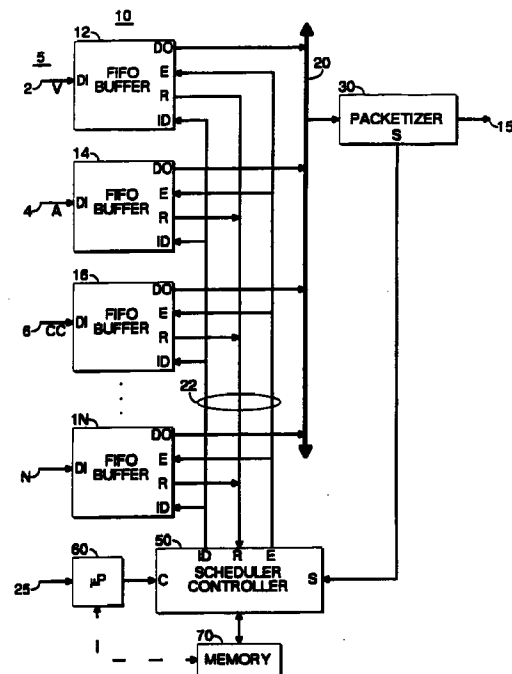 10
5
12
FIFO BUFFER
DI
DO
E
R
ID
2
V
20
30
PACKETIZER
S
15
14
FIFO BUFFER
DI
DO
E
R
ID
4
A
16
FIFO BUFFER
DI
DO
E
R
ID
6
CC
22
1N
FIFO BUFFER
DI
DO
E
R
ID
N
60
μP
25
50
ID R E
C
SCHEDULER CONTROLLER
S
70
MEMORY